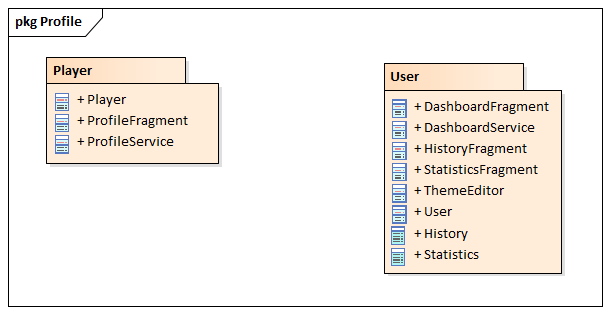 pkg Profile
Player
+ Player
+ ProfileFragment
+ ProfileService
User
+ DashboardFragment
+ DashboardService
+ HistoryFragment
+ StatisticsFragment
+ ThemeEditor
+ User
+ History
+ Statistics